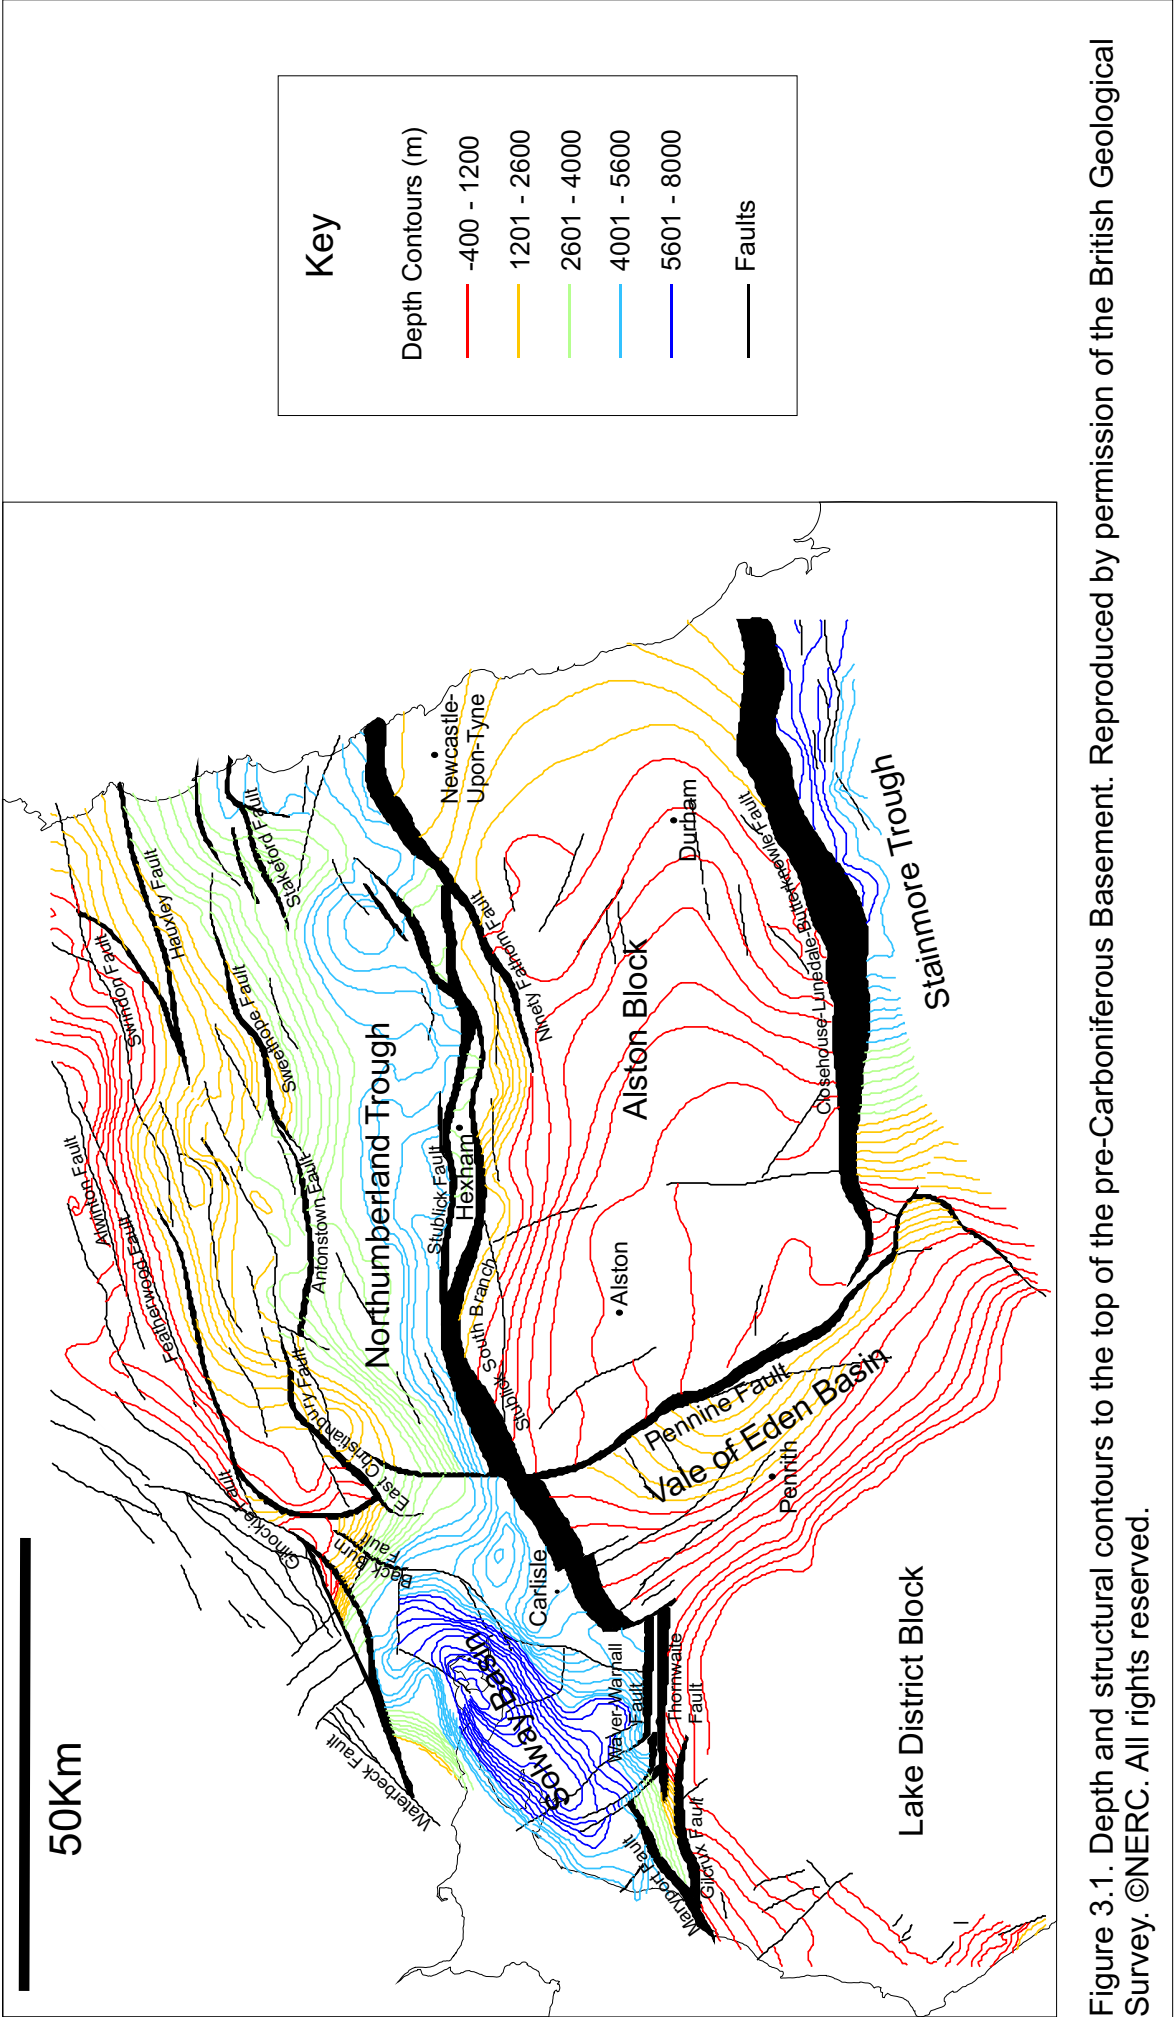 50Km
Key
Depth Contours (m)
-400 - 1200
1201 - 2600
2601 - 4000
4001 - 5600
5601 - 8000
Faults
Alwinton Fault
Featherwood Fault
Swindon Fault
Hauxley Fault
Sweethope Fault
Stakeford Fault
Antonstown Fault
Gilnockie Fault
East Christianbury Fault
Back Burn
Fault
Waterbeck Fault
Northumberland Trough
Stublick Fault
Hexham
Newcastle-
Upon-Tyne
Ninety Fathom Fault
Stublick South Branch
Solway Basin
Carlisle
Waver-Warnall
Fault
Thornwaite
Fault
Maryport Fault
Gilcrux Fault
Alston
Alston Block
Durham
Closehouse-Lunedale-Butterknowle-Fault
Stainmore Trough
Pennine Fault
Vale of Eden Basin
Penrith
Lake District Block
Figure 3.1. Depth and structural contours to the top of the pre-Carboniferous Basement. Reproduced by permission of the British Geological
Survey. ©NERC. All rights reserved.